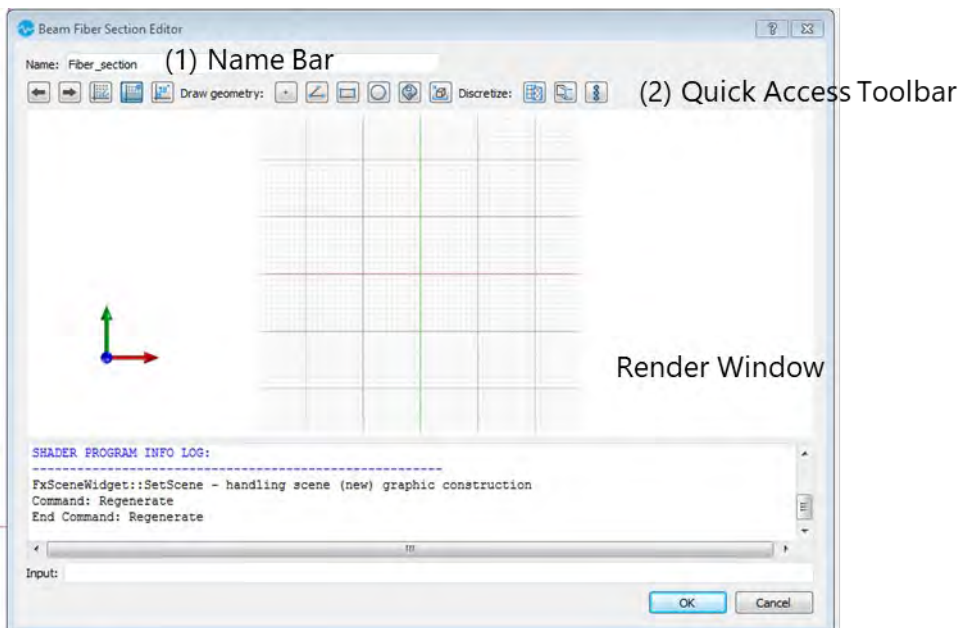 Beam Fiber Section Editor
Name: Fiber_section (1) Name Bar
Draw geometry: Discretize: (2) Quick Access Toolbar
Render Window
SHADER PROGRAM INFO LOG:
-------------------------------------------------------
FxSceneWidget::SetScene - handling scene (new) graphic construction
Command: Regenerate
End Command: Regenerate
Input:
OK Cancel